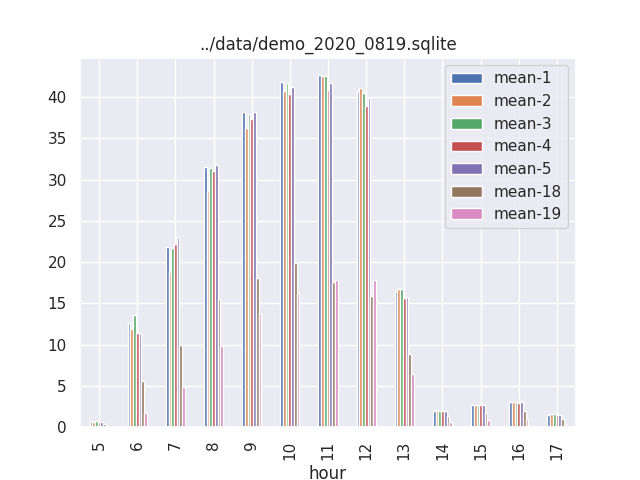 ../data/demo_2020_0819.sqlite
mean-1
mean-2
mean-3
mean-4
mean-5
mean-18
mean-19
40
35
30
25
20
15
10
5
0
5 6 7 8 9 10 11 12 13 14 15 16 17
hour